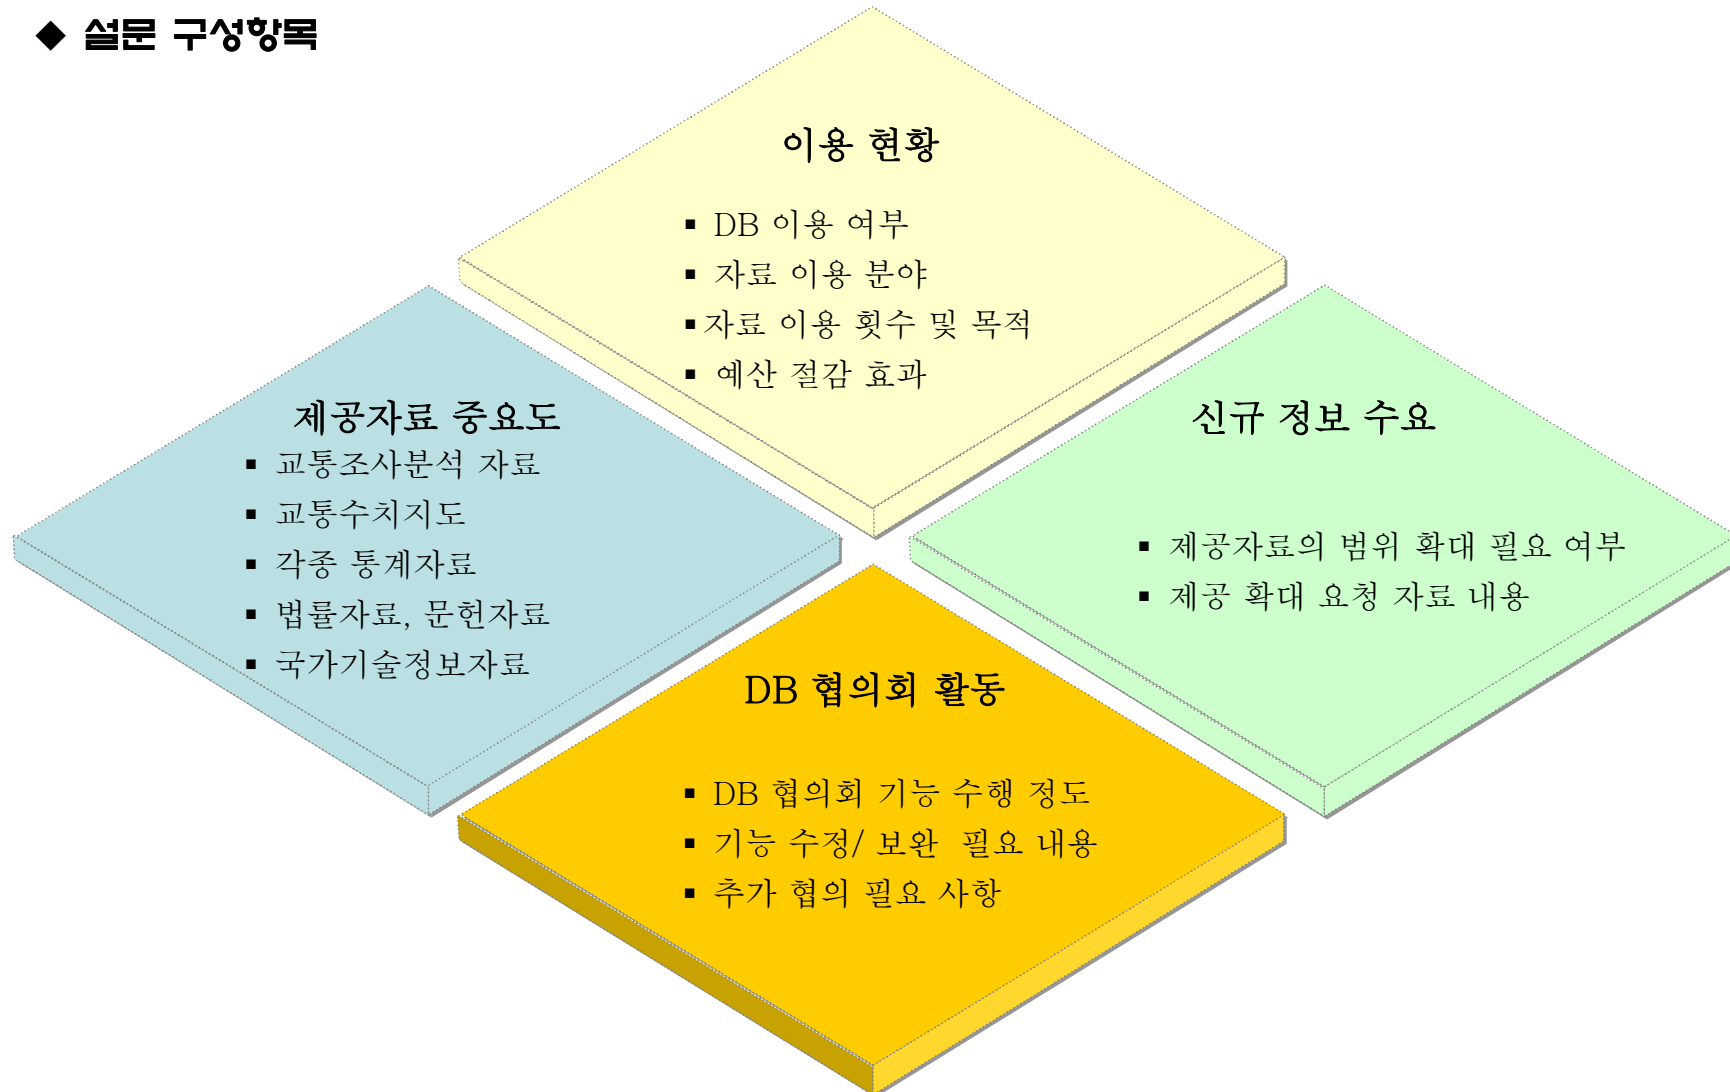 ◆ 설문 구성항목
이용 현황
▪ DB 이용 여부
▪ 자료 이용 분야
▪자료 이용 횟수 및 목적
▪ 예산 절감 효과
제공자료 중요도
▪ 교통조사분석 자료
▪ 교통수치지도
▪ 각종 통계자료
▪ 법률자료, 문헌자료
▪ 국가기술정보자료
신규 정보 수요
▪ 제공자료의 범위 확대 필요 여부
▪ 제공 확대 요청 자료 내용
DB 협의회 활동
▪ DB 협의회 기능 수행 정도
▪ 기능 수정/ 보완  필요 내용
▪ 추가 협의 필요 사항